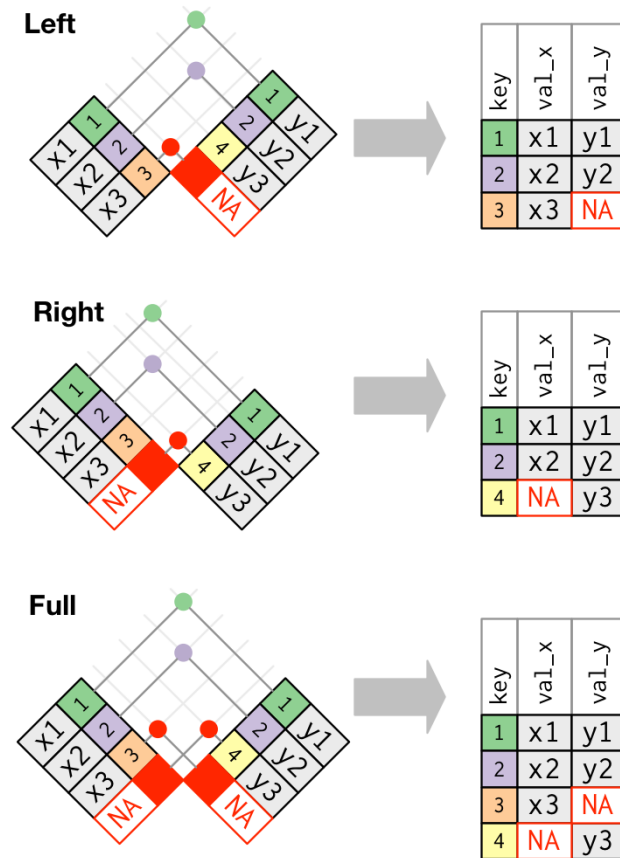 Left
1 x1
2 x2
3 x3
1 y1
2 y2
4 y3
NA
key val_x val_y
1 x1 y1
2 x2 y2
3 x3 NA
Right
1 x1
2 x2
3 x3
NA
1 y1
2 y2
4 y3
key val_x val_y
1 x1 y1
2 x2 y2
4 NA y3
Full
1 x1
2 x2
3 x3
NA
1 y1
2 y2
4 y3
NA
key val_x val_y
1 x1 y1
2 x2 y2
3 x3 NA
4 NA y3